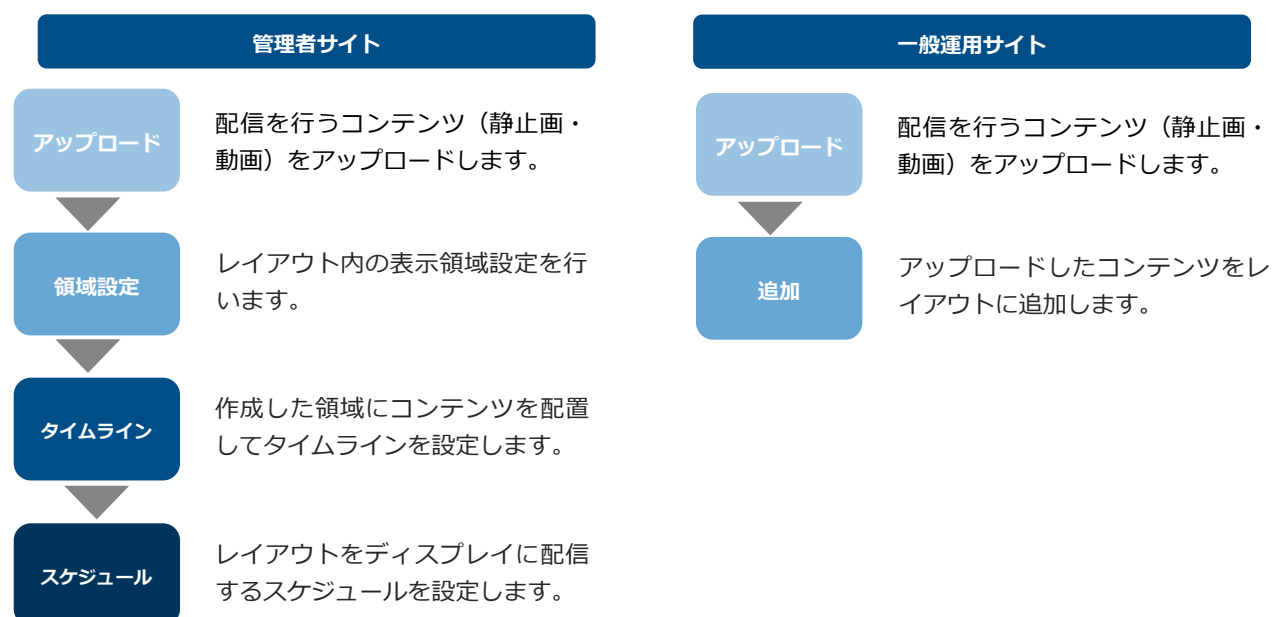 管理者サイト
アップロード
配信を行うコンテンツ（静止画・
動画）をアップロードします。
領域設定
レイアウト内の表示領域設定を行
います。
タイムライン
作成した領域にコンテンツを配置
してタイムラインを設定します。
スケジュール
レイアウトをディスプレイに配信
するスケジュールを設定します。
一般運用サイト
アップロード
配信を行うコンテンツ（静止画・
動画）をアップロードします。
追加
アップロードしたコンテンツをレ
イアウトに追加します。